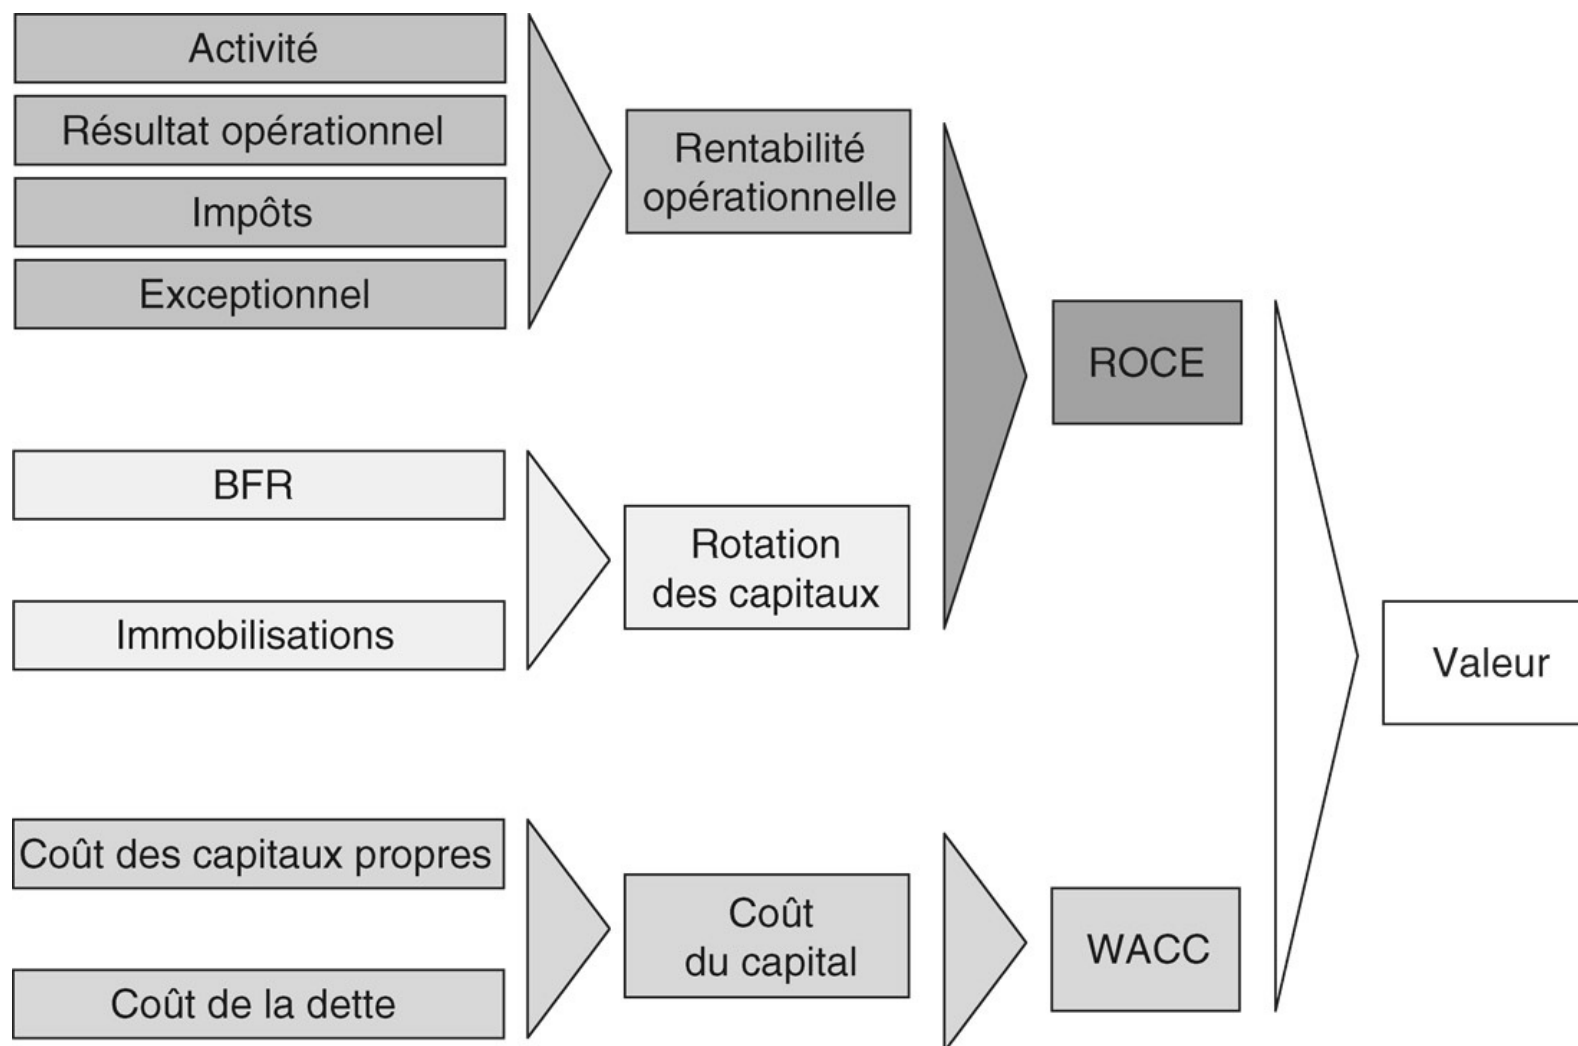 Activité
Résultat opérationnel
Impôts
Exceptionnel
Rentabilité
opérationnelle
BFR
Immobilisations
Rotation
des capitaux
ROCE
Coût des capitaux propres
Coût de la dette
Coût
du capital
WACC
Valeur